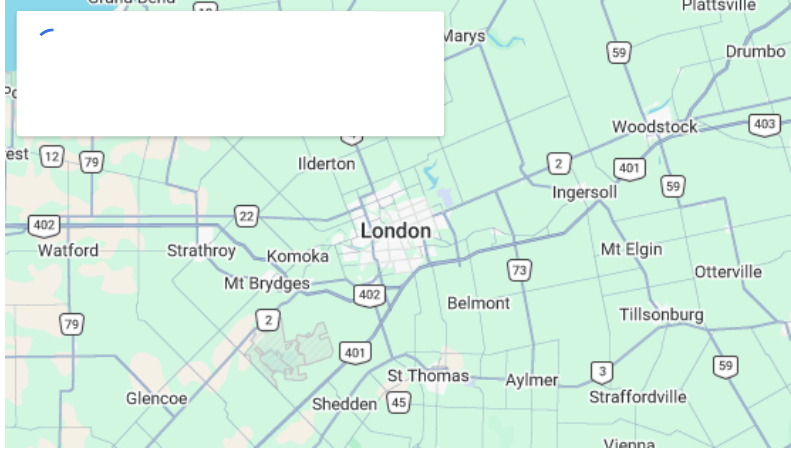 Plattsville
Marys
59
Drumbo
Woodstock
403
est
12
79
Ilderton
2
401
59
Ingersoll
22
402
London
Watford
Strathroy
Komoka
Mt Elgin
73
Otterville
Mt Brydges
402
Belmont
2
79
Tillsonburg
401
St Thomas
Aylmer
3
59
Glencoe
Shedden
45
Straffordville
Vienna